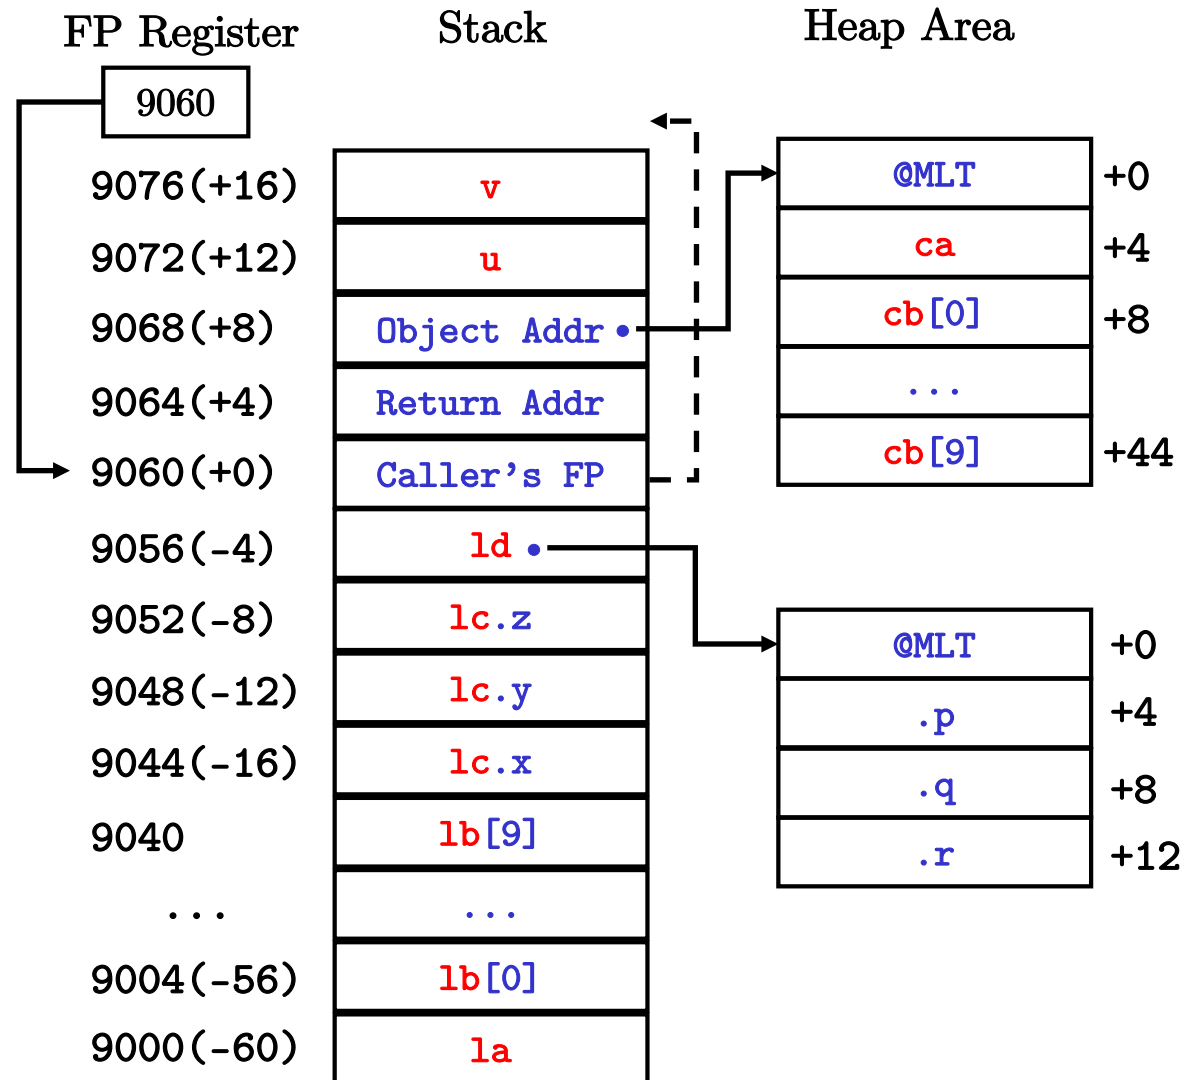 FP Register Stack Heap Area
9060
9076(+16) v @MLT +0
9072(+12) u ca +4
9068(+8) Object Addr cb[0] +8
9064(+4) Return Addr ...
9060(+0) Caller's FP cb[9] +44
9056(-4) ld
9052(-8) lc.z @MLT +0
9048(-12) lc.y .p +4
9044(-16) lc.x .q +8
9040 lb[9] .r +12
... ...
9004(-56) lb[0]
9000(-60) la